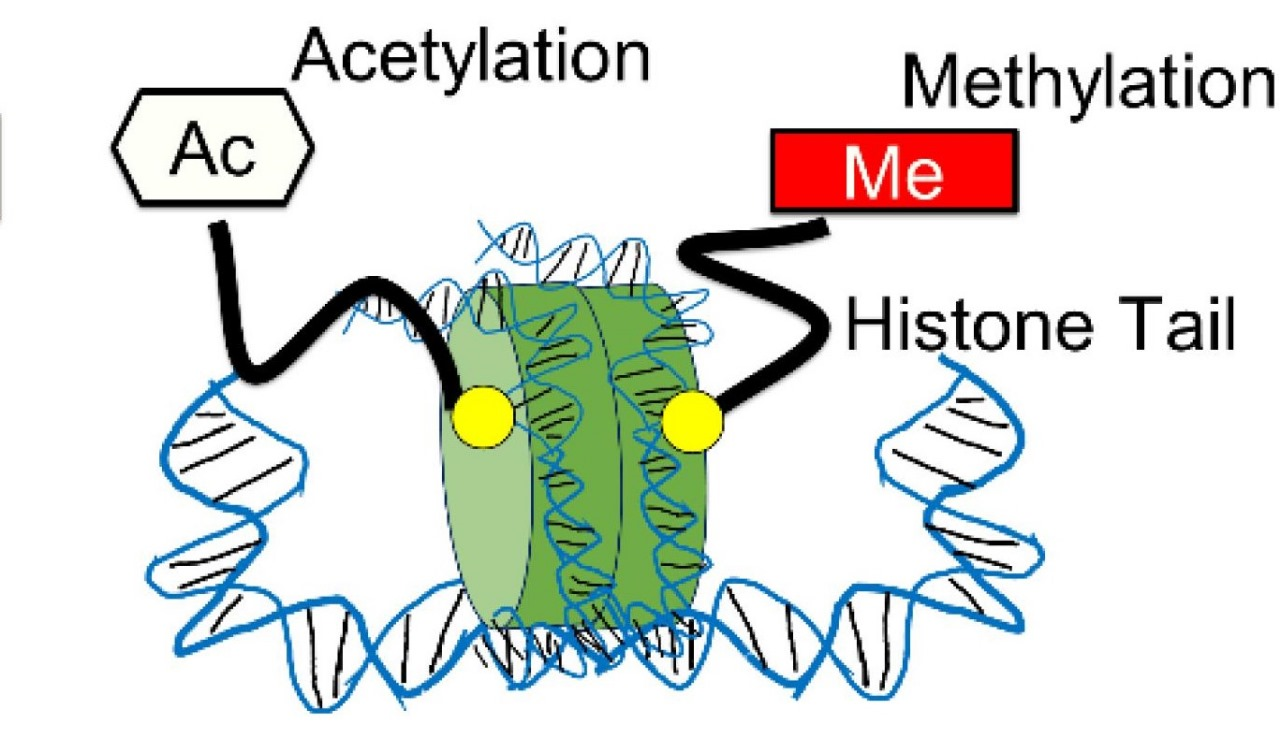 Acetylation
Methylation
Ac
Me
Histone Tail